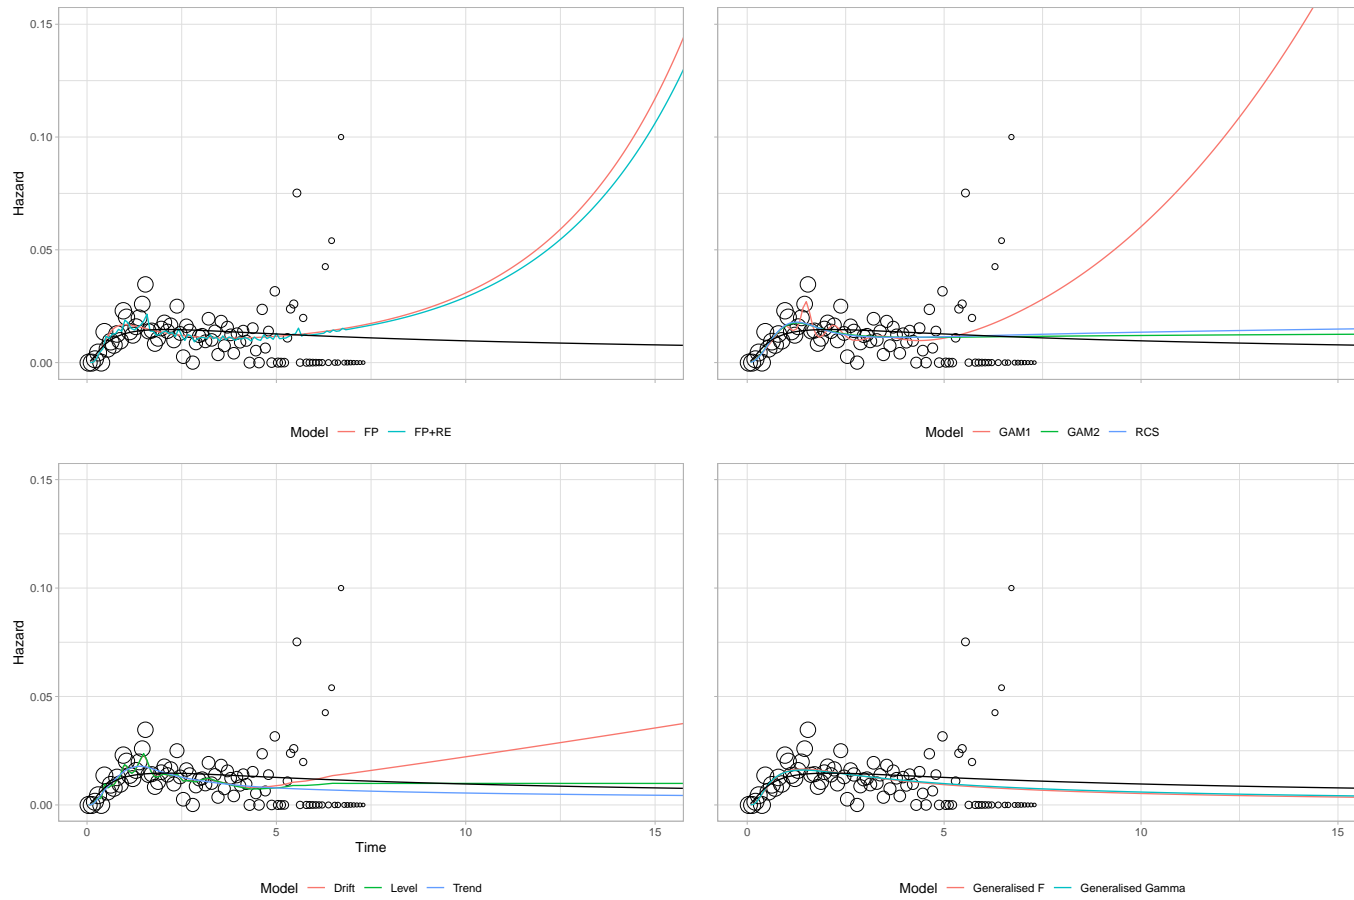 0.15
0.10
0.05
0.00
Hazard
Model FP FP+RE
Model GAM1 GAM2 RCS
0.15
0.10
0.05
0.00
Hazard
0 5 10 15
Time
0 5 10 15
Model Drift Level Trend
Model Generalised F Generalised Gamma